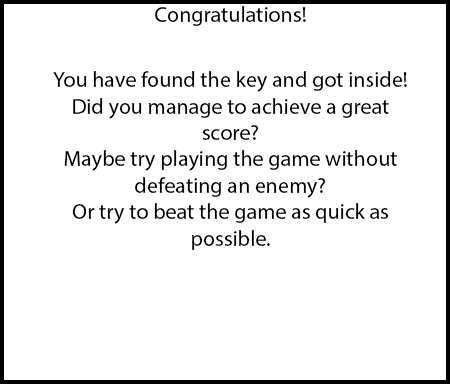 Congratulations!
You have found the key and got inside!
Did you manage to achieve a great
score?
Maybe try playing the game without
defeating an enemy?
Or try to beat the game as quick as
possible.